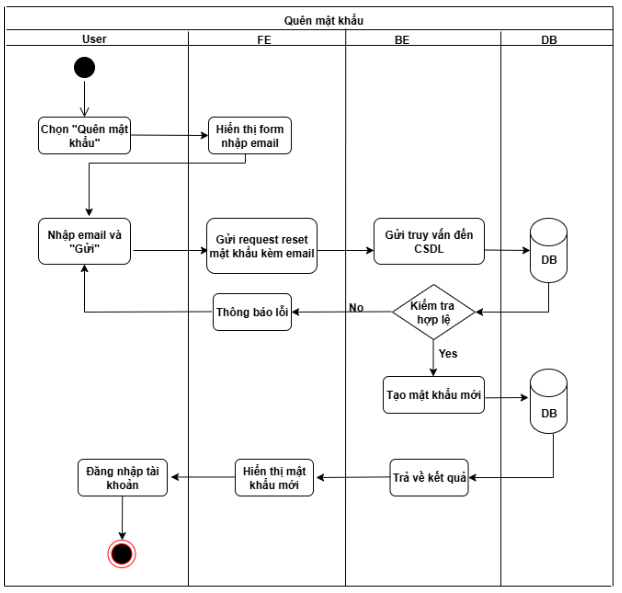 Quên mật khẩu
User
FE
BE
DB
Chọn "Quên mật
khẩu"
Hiển thị form
nhập email
Nhập email và
"Gửi"
Gửi request reset
mật khẩu kèm email
Gửi truy vấn đến
CSDL
DB
Thông báo lỗi
No
Kiểm tra
hợp lệ
Yes
Tạo mật khẩu mới
DB
Đăng nhập tài
khoản
Hiển thị mật
khẩu mới
Trả về kết quả